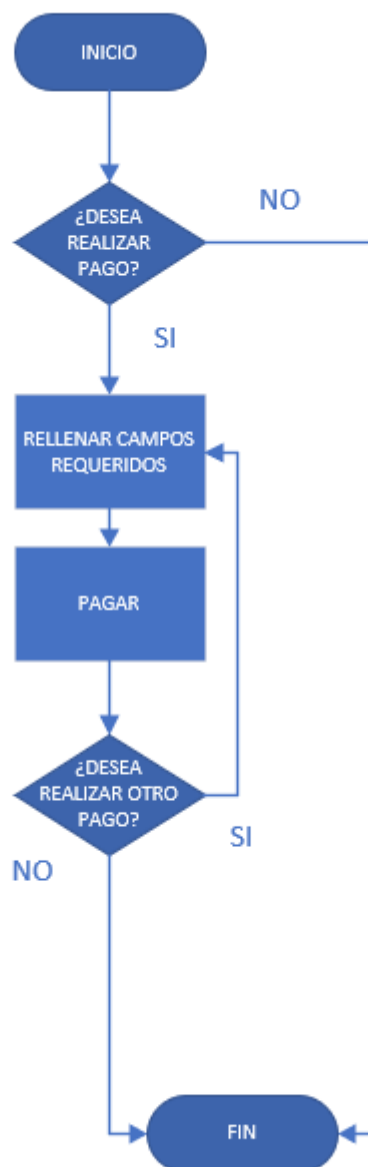 INICIO
¿DESEA
REALIZAR
PAGO?
NO
SI
RELLENAR CAMPOS
REQUERIDOS
PAGAR
¿DESEA
REALIZAR OTRO
PAGO?
SI
NO
FIN